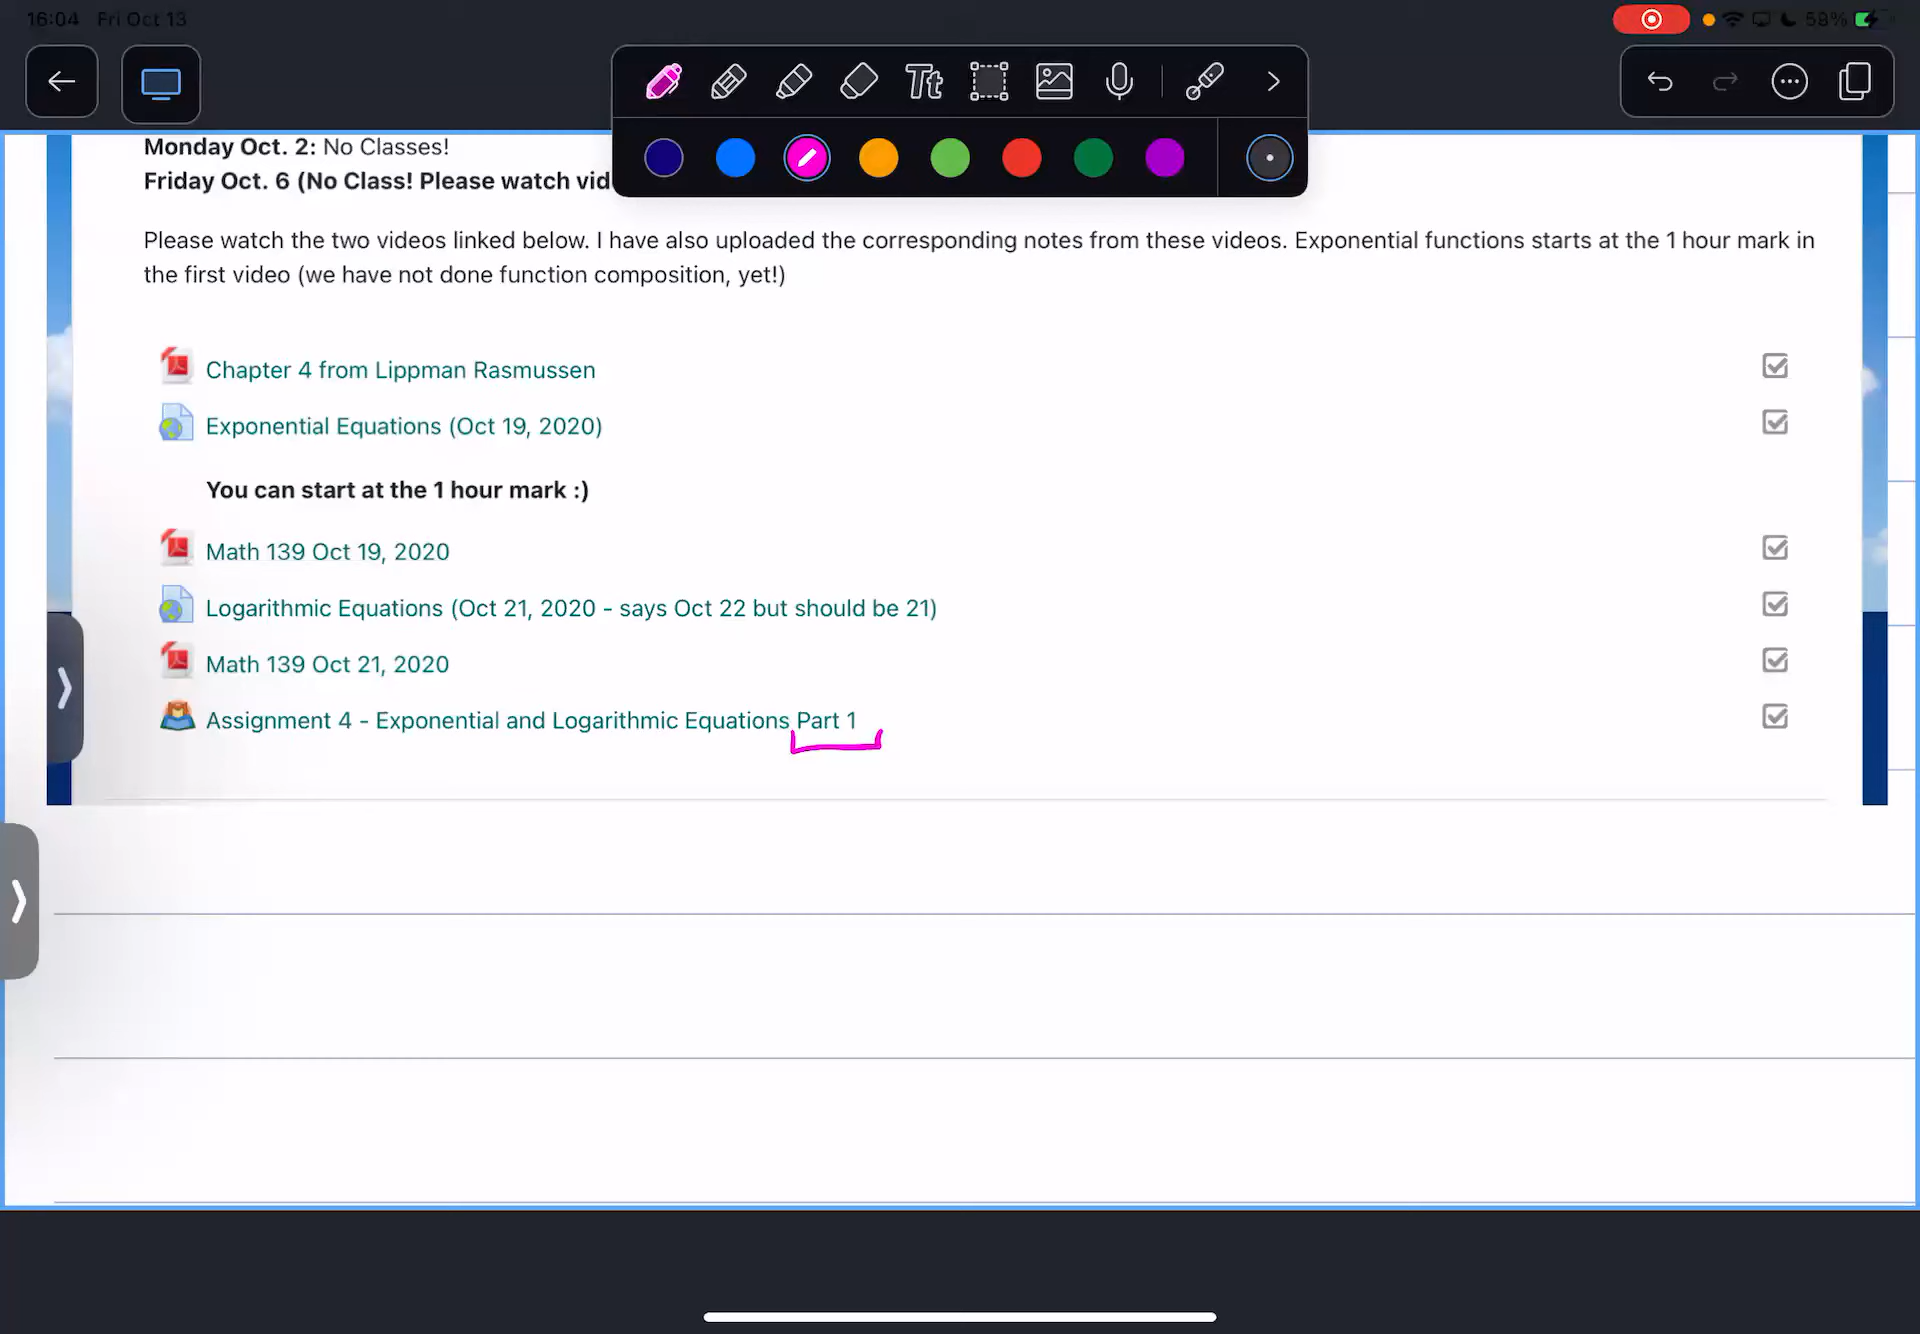 16:04 Fri Oct 13
58%
Tt
Monday Oct. 2: No Classes!
Friday Oct. 6 (No Class! Please watch vid
Please watch the two videos linked below. I have also uploaded the corresponding notes from these videos. Exponential functions starts at the 1 hour mark in
the first video (we have not done function composition, yet!)
Chapter 4 from Lippman Rasmussen
Exponential Equations (Oct 19, 2020)
You can start at the 1 hour mark :)
Math 139 Oct 19, 2020
Logarithmic Equations (Oct 21, 2020 - says Oct 22 but should be 21)
Math 139 Oct 21, 2020
Assignment 4 - Exponential and Logarithmic Equations Part 1